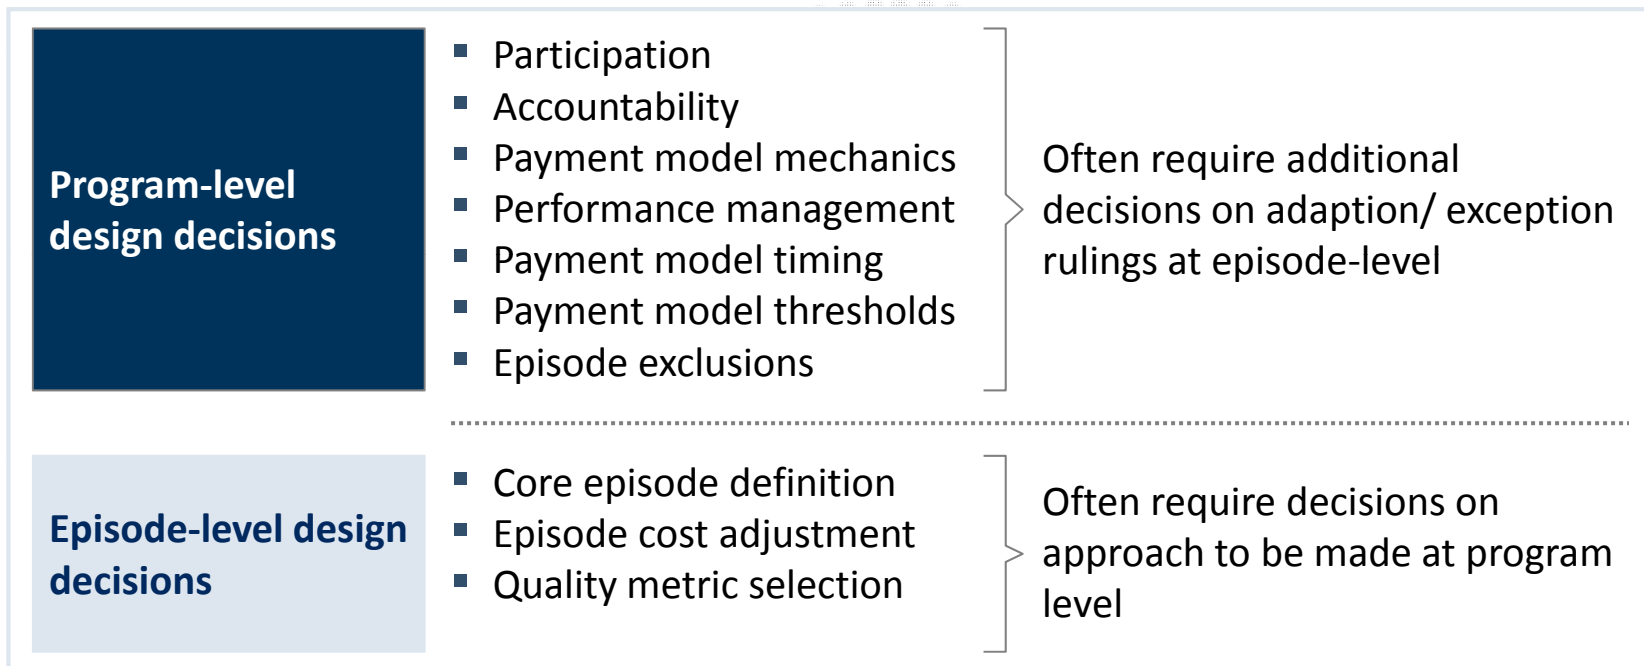 Program-level
design decisions
▪ Participation
▪ Accountability
▪ Payment model mechanics
▪ Performance management
▪ Payment model timing
▪ Payment model thresholds
▪ Episode exclusions
Often require additional
decisions on adaption/ exception
rulings at episode-level
Episode-level design
decisions
▪ Core episode definition
▪ Episode cost adjustment
▪ Quality metric selection
Often require decisions on
approach to be made at program
level